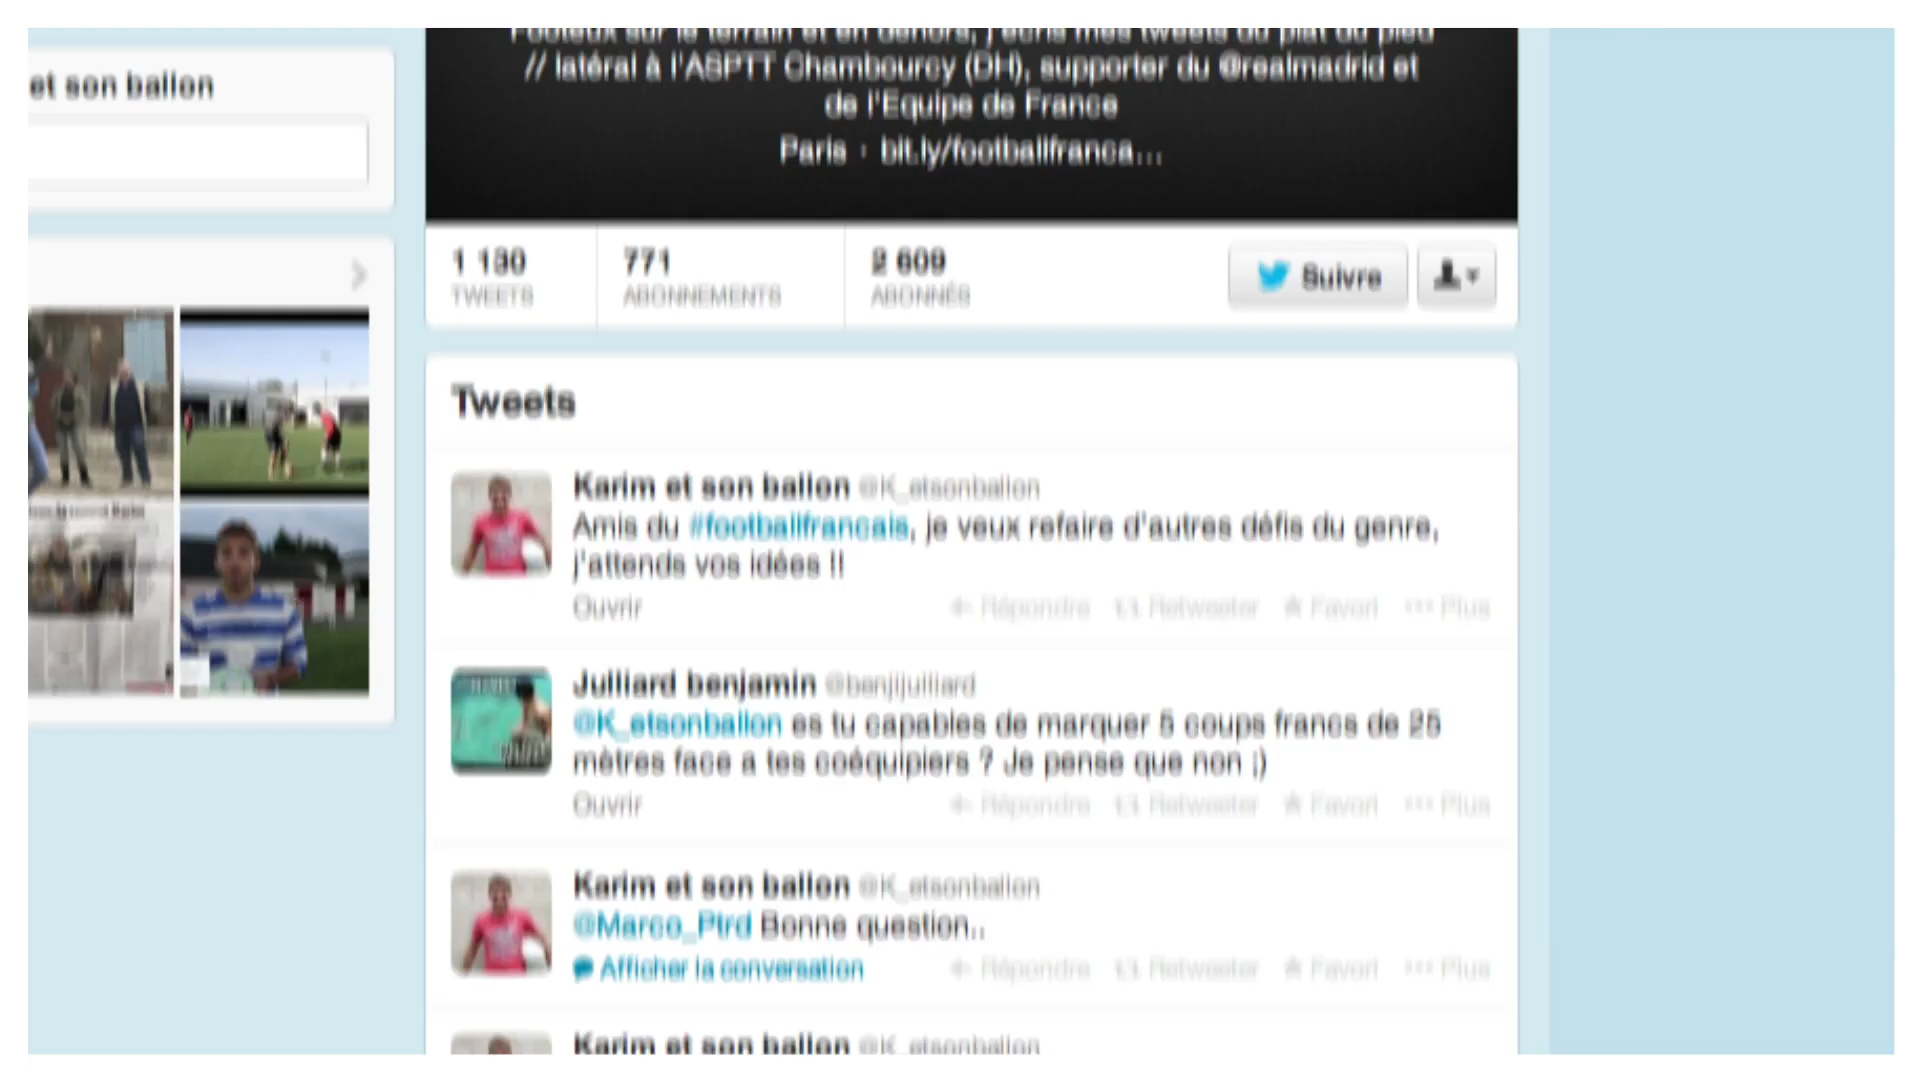 et son ballon
Footeux sur le terrain et en dehors, j'écris mes tweets du plat du pied
// latéral à l'ASPTT Chambourcy (DH), supporter du @realmadrid et
de l'Equipe de France
Paris · bit.ly/footballfranca...
1 130
TWEETS
771
ABONNEMENTS
2 609
ABONNÉS
Suivre
Tweets
Karim et son ballon @K_etsonballon
Amis du #footballfrancais, je veux refaire d'autres défis du genre,
j'attends vos idées !!
Ouvrir Répondre Retweeter Favori Plus
Julliard benjamin @benjijulliard
@K_etsonballon es tu capables de marquer 5 coups francs de 25
mètres face a tes coéquipiers ? Je pense que non ;)
Ouvrir Répondre Retweeter Favori Plus
Karim et son ballon @K_etsonballon
@Marco_Ptrd Bonne question..
Afficher la conversation Répondre Retweeter Favori Plus
Karim et son ballon @K_etsonballon